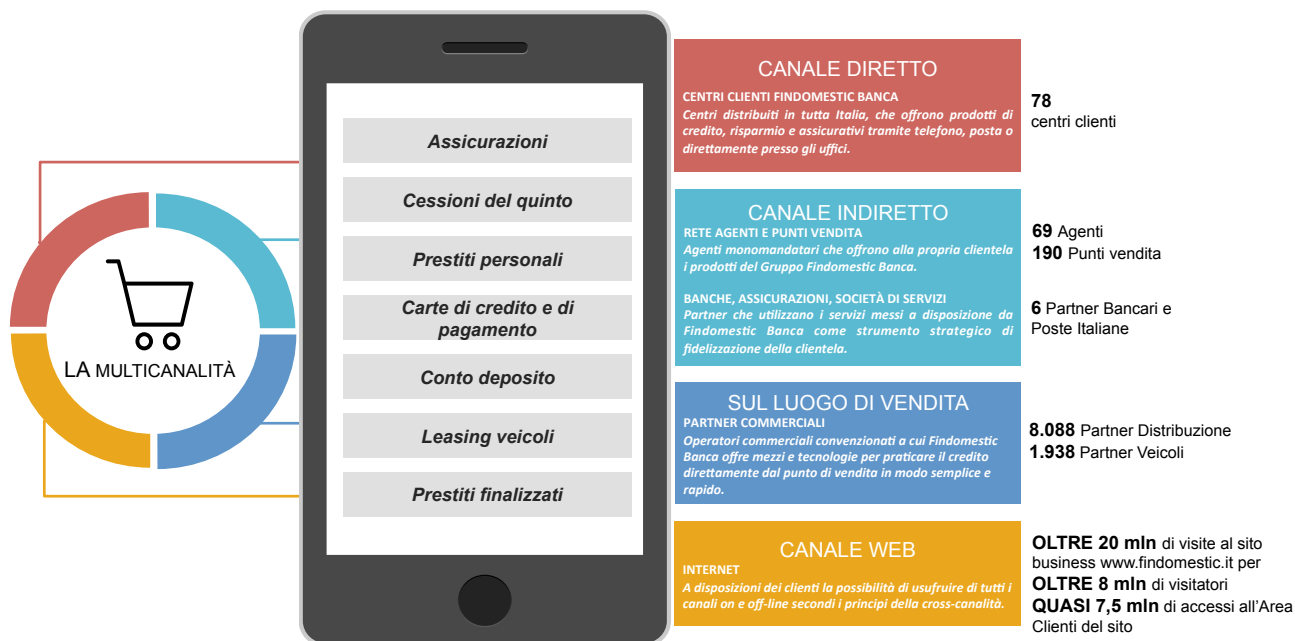 LA MULTICANALITÀ
Assicurazioni
Cessioni del quinto
Prestiti personali
Carte di credito e di
pagamento
Conto deposito
Leasing veicoli
Prestiti finalizzati
CANALE DIRETTO
CENTRI CLIENTI FINDOMESTIC BANCA
Centri distribuiti in tutta Italia, che offrono prodotti di
credito, risparmio e assicurativi tramite telefono, posta o
direttamente presso gli uffici.
78
centri clienti
CANALE INDIRETTO
RETE AGENTI E PUNTI VENDITA
Agenti monomandatari che offrono alla propria clientela
i prodotti del Gruppo Findomestic Banca.
69 Agenti
190 Punti vendita
BANCHE, ASSICURAZIONI, SOCIETÀ DI SERVIZI
Partner che utilizzano i servizi messi a disposizione da
Findomestic Banca come strumento strategico di
fidelizzazione della clientela.
6 Partner Bancari e
Poste Italiane
SUL LUOGO DI VENDITA
PARTNER COMMERCIALI
Operatori commerciali convenzionati a cui Findomestic
Banca offre mezzi e tecnologie per praticare il credito
direttamente dal punto di vendita in modo semplice e
rapido.
8.088 Partner Distribuzione
1.938 Partner Veicoli
CANALE WEB
INTERNET
A disposizioni dei clienti la possibilità di usufruire di tutti i
canali on e off-line secondi i principi della cross-canalità.
OLTRE 20 mln di visite al sito
business www.findomestic.it per
OLTRE 8 mln di visitatori
QUASI 7,5 mln di accessi all'Area
Clienti del sito